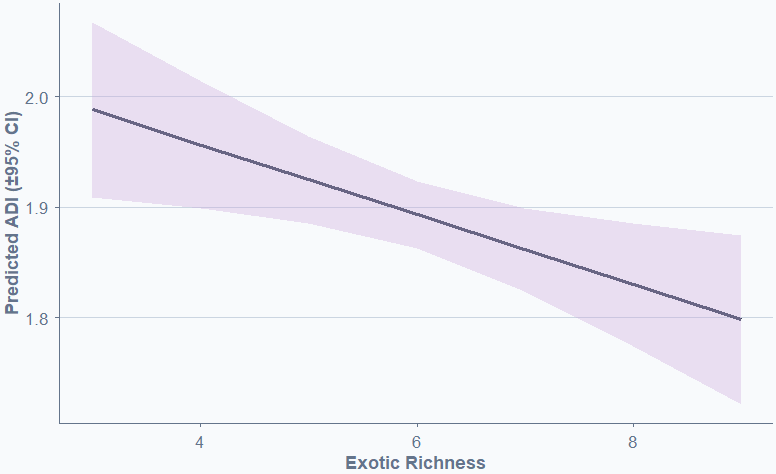 Predicted ADI (±95% CI)
2.0
1.9
1.8
4 6 8
Exotic Richness